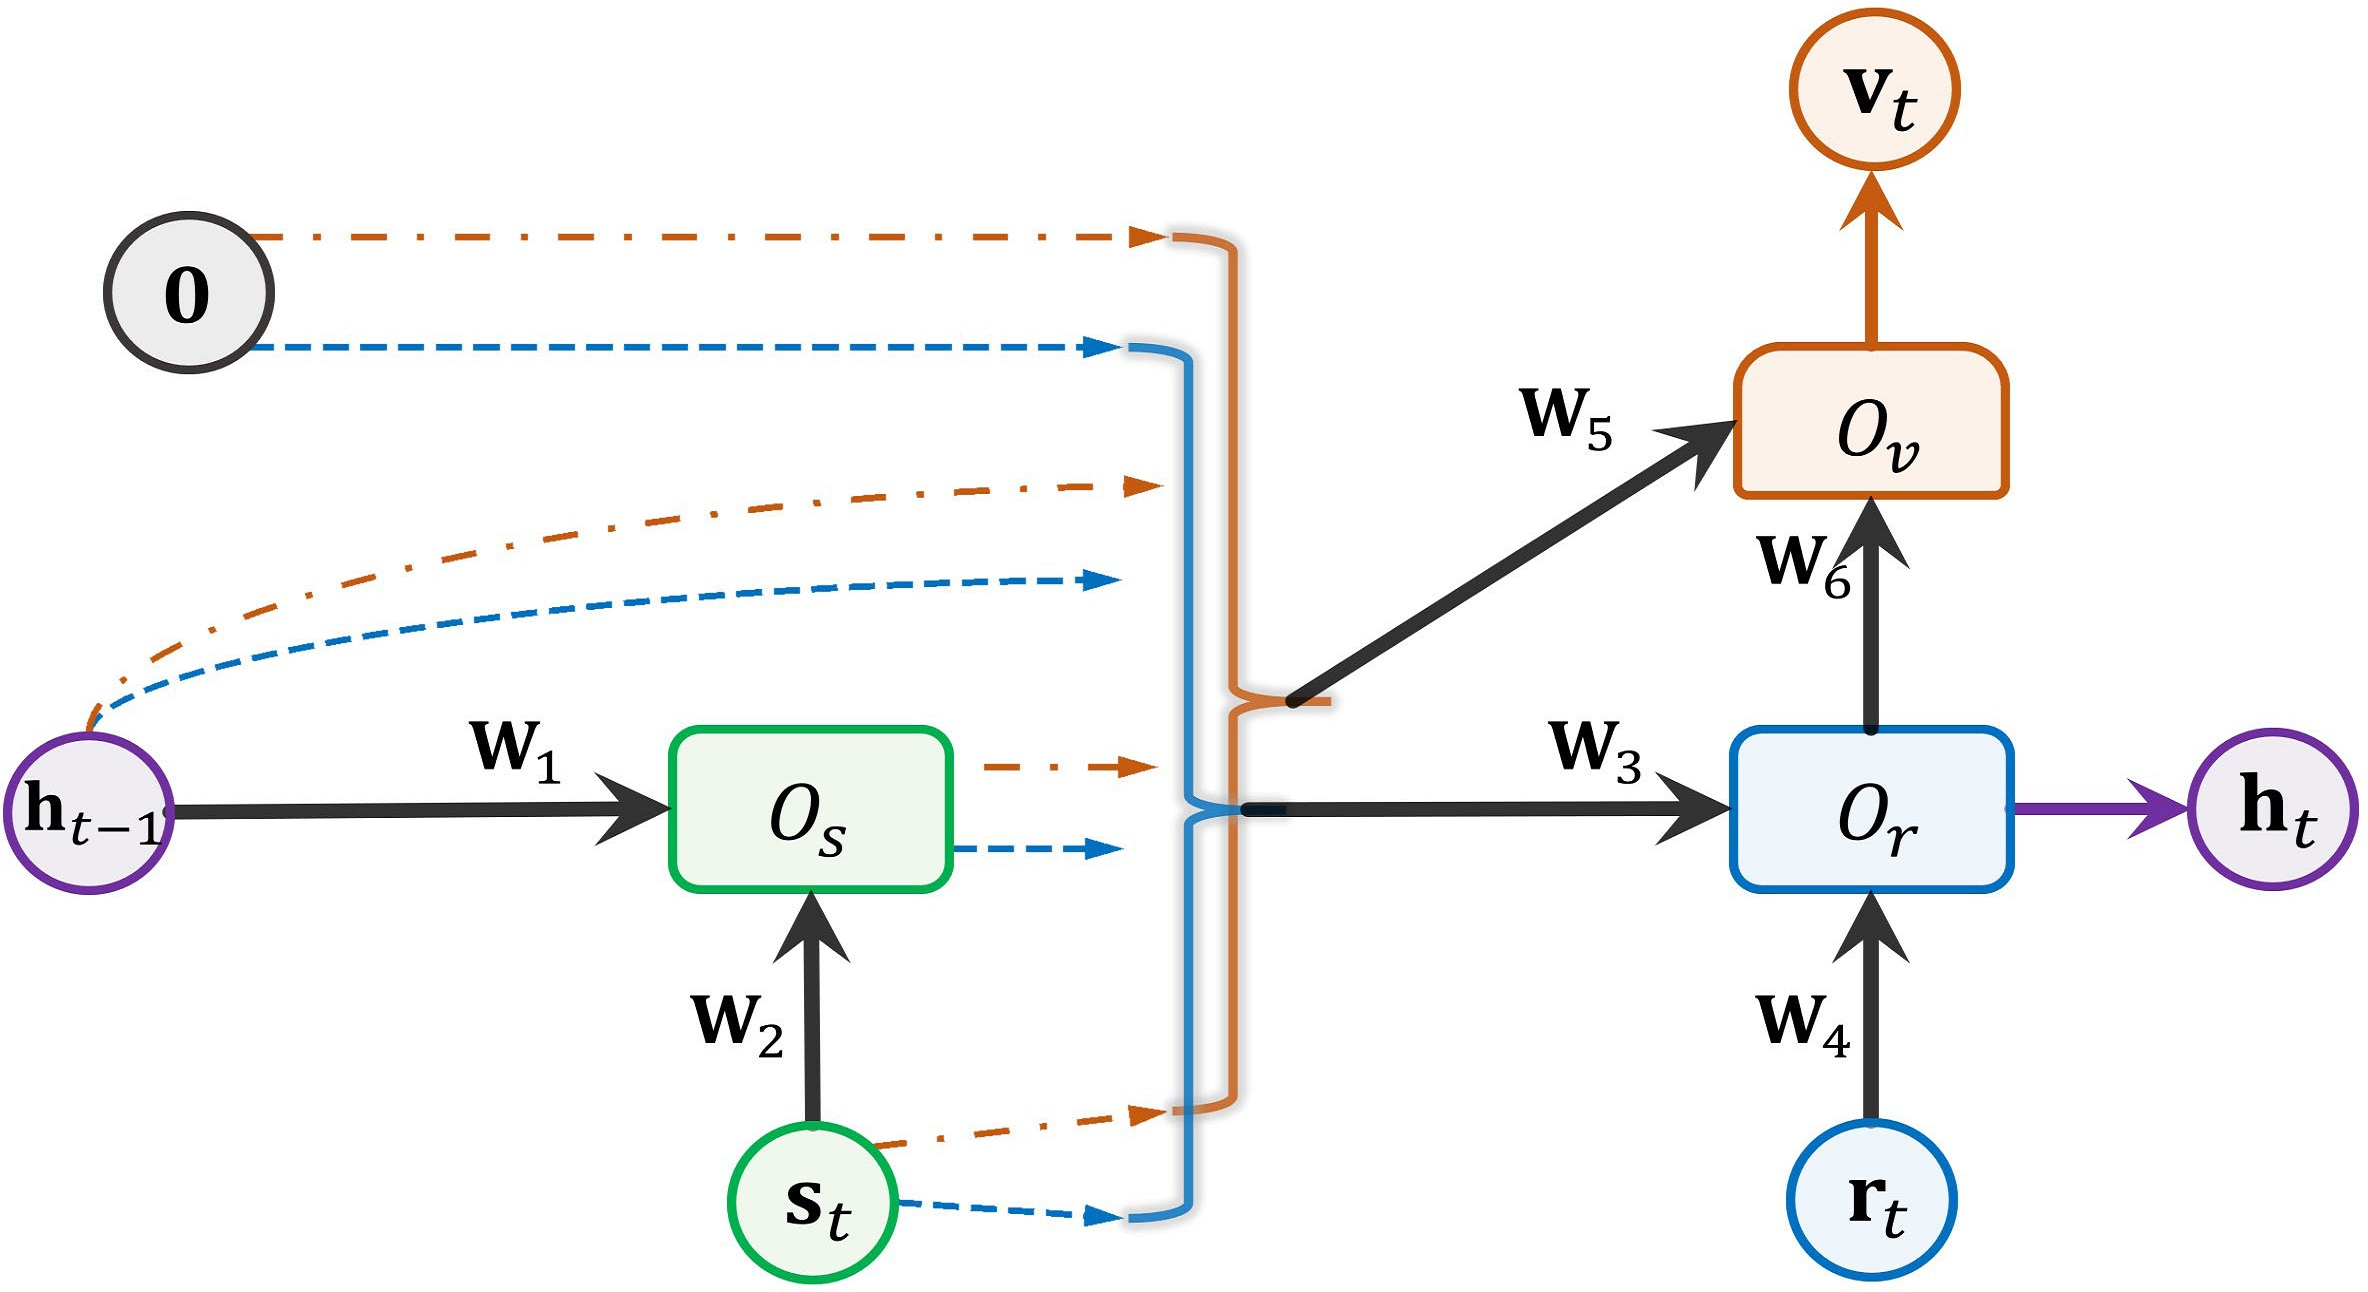 v_t
0
W_5
O_v
W_6
h_{t-1}
W_1
O_s
W_3
O_r
h_t
W_2
W_4
s_t
r_t